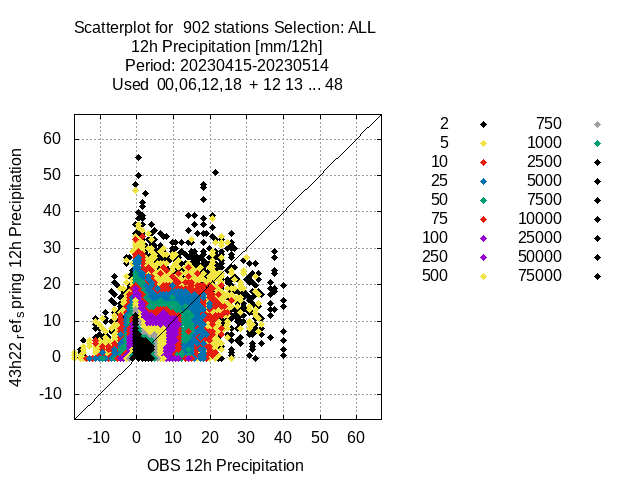 Scatterplot for 902 stations Selection: ALL
12h Precipitation [mm/12h]
Period: 20230415-20230514
Used 00,06,12,18 + 12 13 ... 48
43h22_ref_spring 12h Precipitation
60
50
40
30
20
10
0
-10
-10 0 10 20 30 40 50 60
OBS 12h Precipitation
2 750
5 1000
10 2500
25 5000
50 7500
75 10000
100 25000
250 50000
500 75000